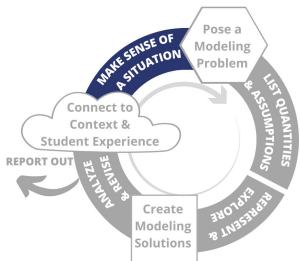 MAKE SENSE OF
A SITUATION
Pose a
Modeling
Problem
LIST QUANTITIES
& ASSUMPTIONS
REPRESENT &
EXPLORE
Create
Modeling
Solutions
ANALYZE
& REVISE
REPORT OUT
Connect to
Context &
Student Experience